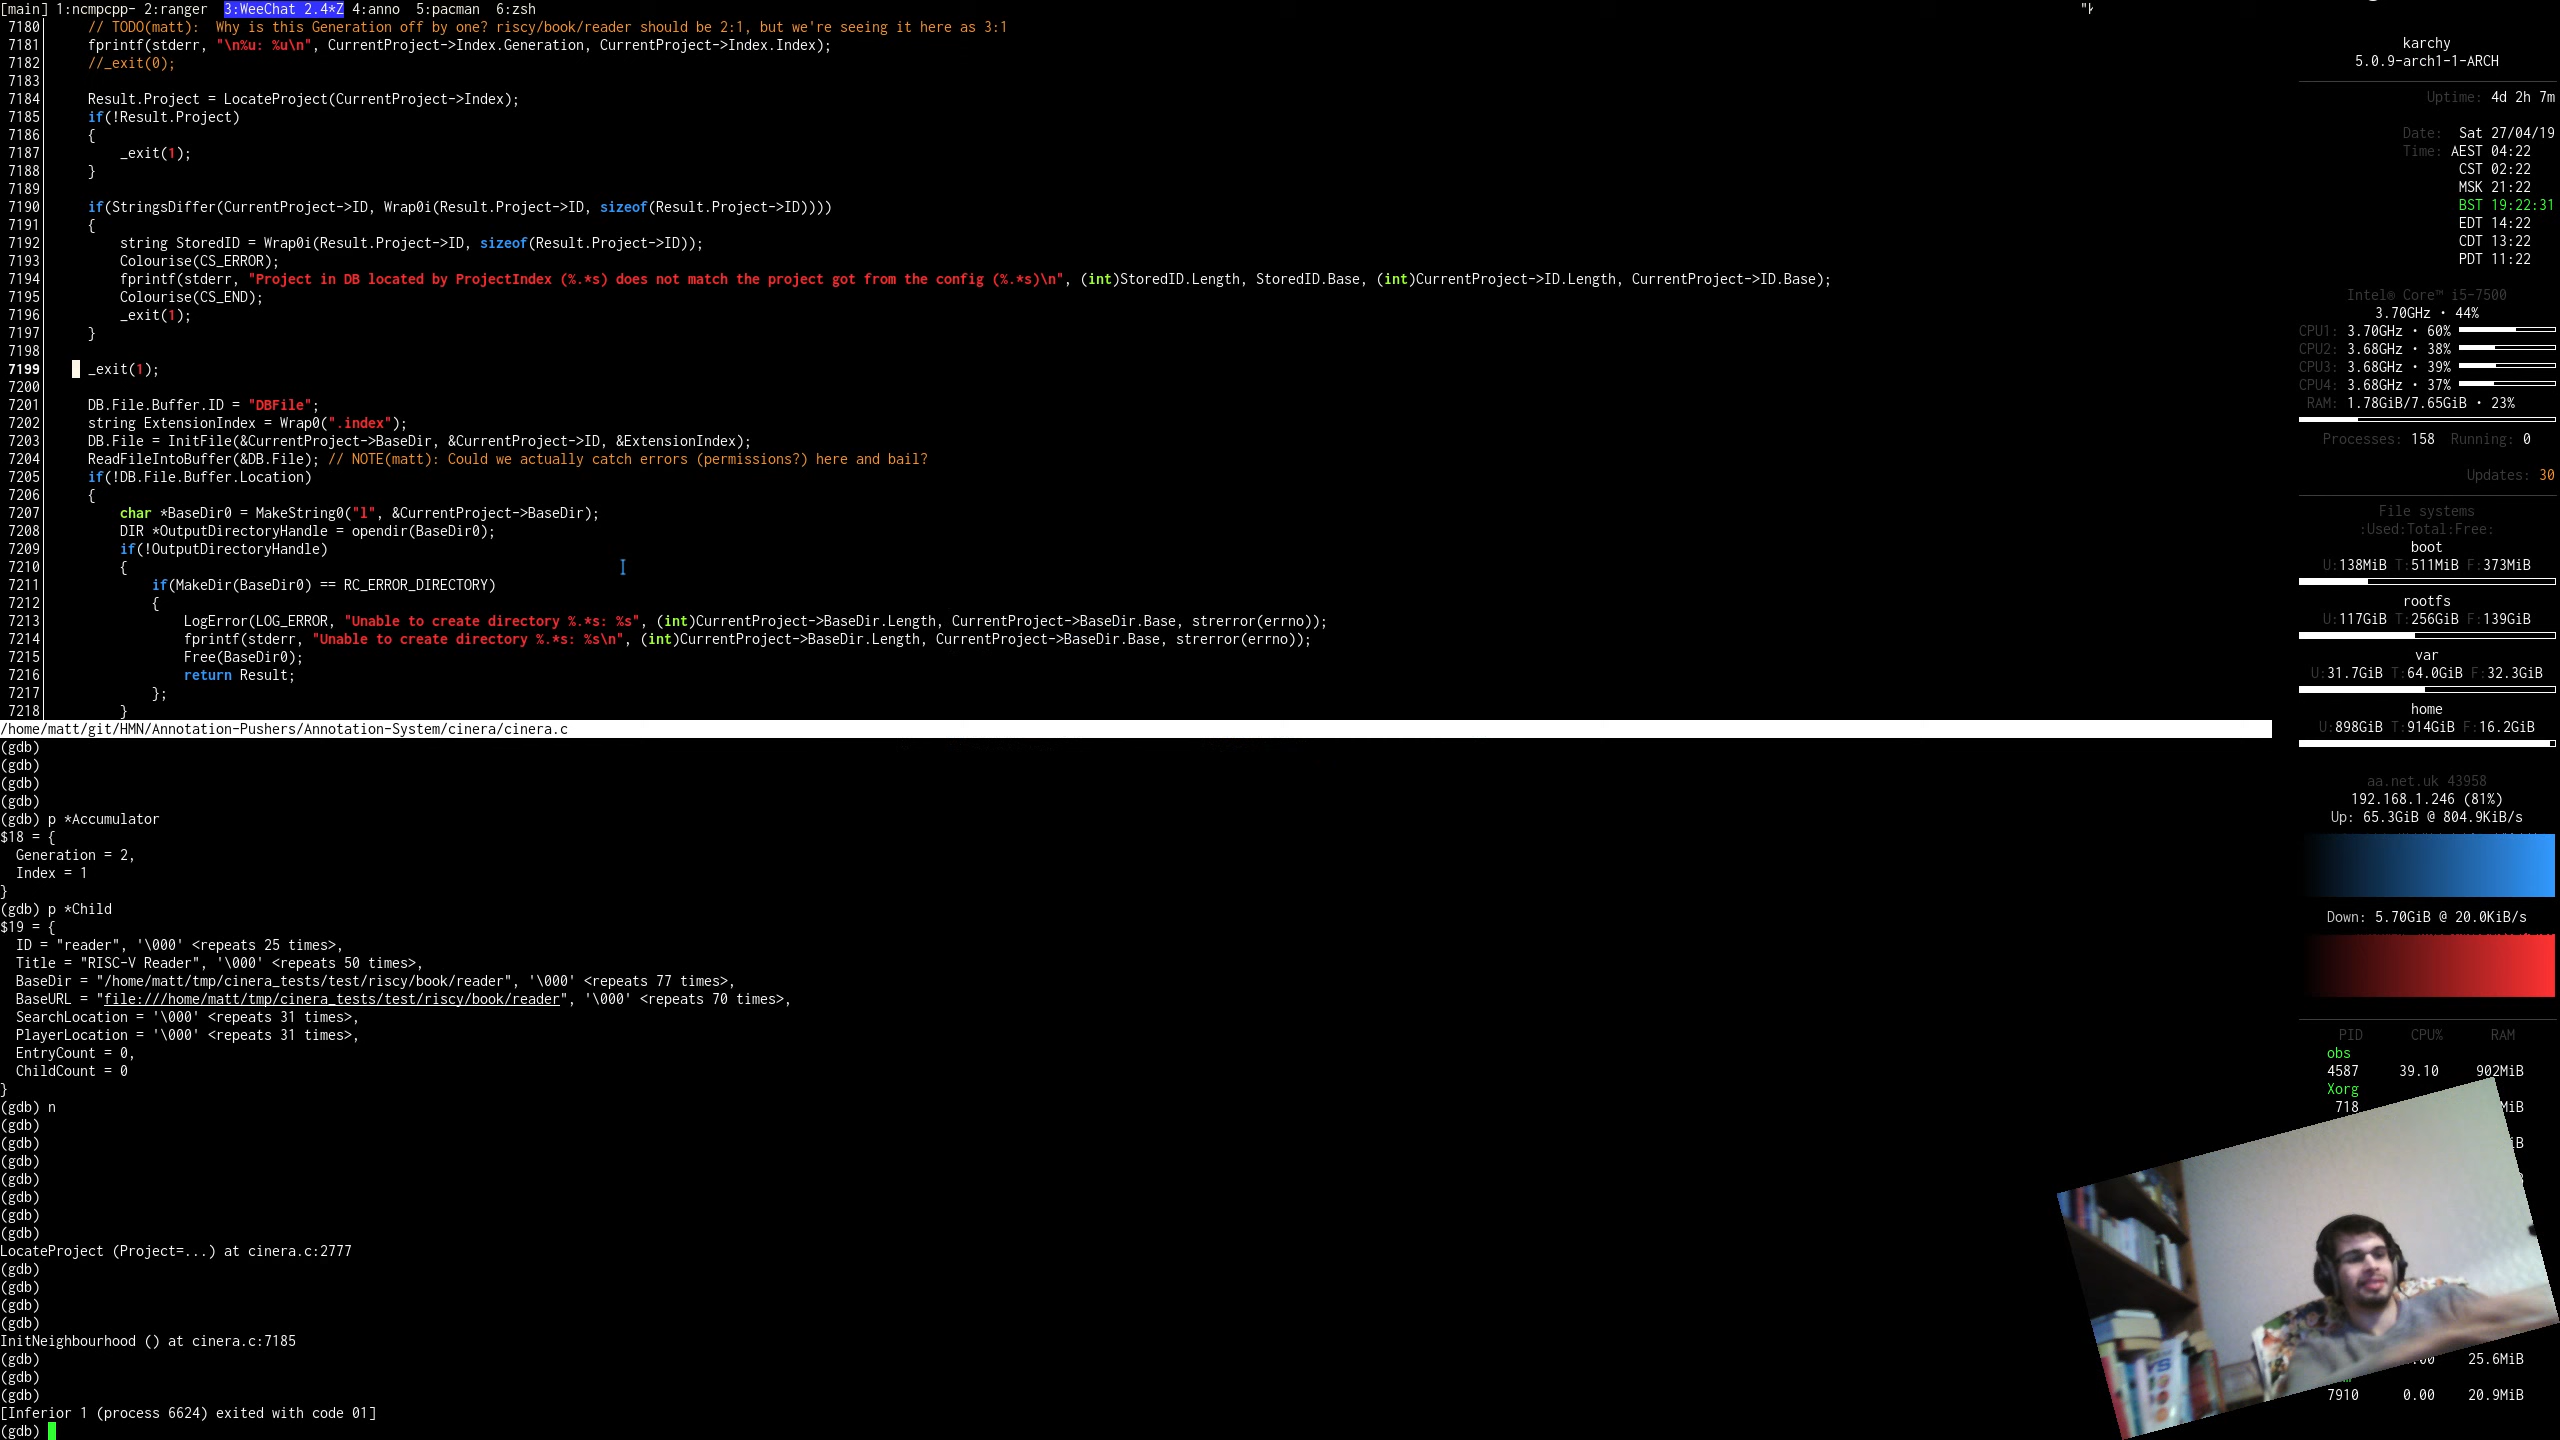 [main] 1:ncmpcpp- 2:ranger  3:WeeChat 2.4*Z 4:anno  5:pacman  6:zsh
7180     // TODO(matt):  Why is this Generation off by one? riscy/book/reader should be 2:1, but we're seeing it here as 3:1
7181     fprintf(stderr, "\n%u: %u\n", CurrentProject->Index.Generation, CurrentProject->Index.Index);
7182     //_exit(0);
7183
7184     Result.Project = LocateProject(CurrentProject->Index);
7185     if(!Result.Project)
7186     {
7187         _exit(1);
7188     }
7189
7190     if(StringsDiffer(CurrentProject->ID, Wrap0i(Result.Project->ID, sizeof(Result.Project->ID))))
7191     {
7192         string StoredID = Wrap0i(Result.Project->ID, sizeof(Result.Project->ID));
7193         Colourise(CS_ERROR);
7194         fprintf(stderr, "Project in DB located by ProjectIndex (%.*s) does not match the project got from the config (%.*s)\n", (int)StoredID.Length, StoredID.Base, (int)CurrentProject->ID.Length, CurrentProject->ID.Base);
7195         Colourise(CS_END);
7196         _exit(1);
7197     }
7198
7199     _exit(1);
7200
7201     DB.File.Buffer.ID = "DBFile";
7202     string ExtensionIndex = Wrap0(".index");
7203     DB.File = InitFile(&CurrentProject->BaseDir, &CurrentProject->ID, &ExtensionIndex);
7204     ReadFileIntoBuffer(&DB.File); // NOTE(matt): Could we actually catch errors (permissions?) here and bail?
7205     if(!DB.File.Buffer.Location)
7206     {
7207         char *BaseDir0 = MakeString0("l", &CurrentProject->BaseDir);
7208         DIR *OutputDirectoryHandle = opendir(BaseDir0);
7209         if(!OutputDirectoryHandle)
7210         {
7211             if(MakeDir(BaseDir0) == RC_ERROR_DIRECTORY)
7212             {
7213                 LogError(LOG_ERROR, "Unable to create directory %.*s: %s", (int)CurrentProject->BaseDir.Length, CurrentProject->BaseDir.Base, strerror(errno));
7214                 fprintf(stderr, "Unable to create directory %.*s: %s\n", (int)CurrentProject->BaseDir.Length, CurrentProject->BaseDir.Base, strerror(errno));
7215                 Free(BaseDir0);
7216                 return Result;
7217             };
7218         }
/home/matt/git/HMN/Annotation-Pushers/Annotation-System/cinera/cinera.c
(gdb)
(gdb)
(gdb)
(gdb)
(gdb) p *Accumulator
$18 = {
  Generation = 2,
  Index = 1
}
(gdb) p *Child
$19 = {
  ID = "reader", '\000' <repeats 25 times>,
  Title = "RISC-V Reader", '\000' <repeats 50 times>,
  BaseDir = "/home/matt/tmp/cinera_tests/test/riscy/book/reader", '\000' <repeats 77 times>,
  BaseURL = "file:///home/matt/tmp/cinera_tests/test/riscy/book/reader", '\000' <repeats 70 times>,
  SearchLocation = '\000' <repeats 31 times>,
  PlayerLocation = '\000' <repeats 31 times>,
  EntryCount = 0,
  ChildCount = 0
}
(gdb) n
(gdb)
(gdb)
(gdb)
(gdb)
(gdb)
(gdb)
(gdb)
LocateProject (Project=...) at cinera.c:2777
(gdb)
(gdb)
(gdb)
(gdb)
InitNeighbourhood () at cinera.c:7185
(gdb)
(gdb)
(gdb)
[Inferior 1 (process 6624) exited with code 01]
(gdb)
karchy
5.0.9-arch1-1-ARCH
Uptime: 4d 2h 7m
Date: Sat 27/04/19
Time: AEST 04:22
CST 02:22
MSK 21:22
BST 19:22:31
EDT 14:22
CDT 13:22
PDT 11:22
Intel® Core™ i5-7500
3.70GHz · 44%
CPU1: 3.70GHz · 60%
CPU2: 3.68GHz · 38%
CPU3: 3.68GHz · 39%
CPU4: 3.68GHz · 37%
RAM: 1.78GiB/7.65GiB · 23%
Processes: 158  Running: 0
Updates: 30
File systems
:Used:Total:Free:
boot
U:138MiB T:511MiB F:373MiB
rootfs
U:117GiB T:256GiB F:139GiB
var
U:31.7GiB T:64.0GiB F:32.3GiB
home
U:898GiB T:914GiB F:16.2GiB
aa.net.uk 43958
192.168.1.246 (81%)
Up: 65.3GiB @ 804.9KiB/s
Down: 5.70GiB @ 20.0KiB/s
PID CPU% RAM
obs
4587 39.10 902MiB
Xorg
718 MiB
25.6MiB
7910 0.00 20.9MiB